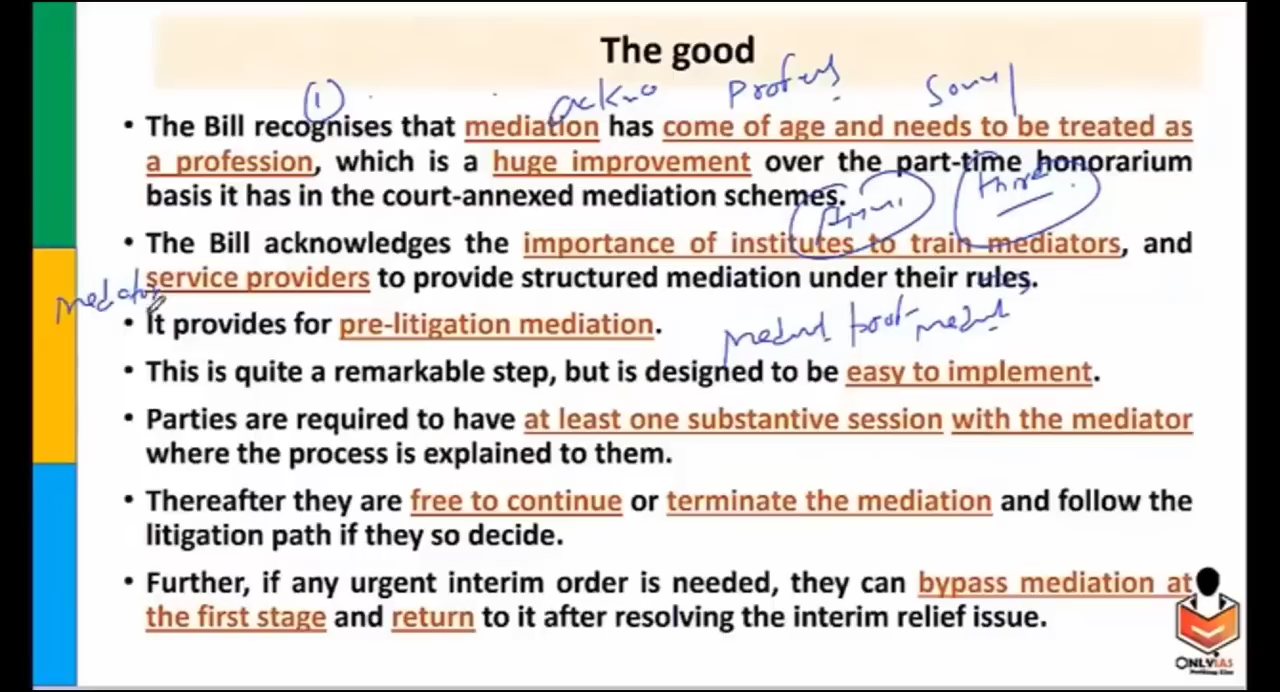 The good
• The Bill recognises that mediation has come of age and needs to be treated as
a profession, which is a huge improvement over the part-time honorarium
basis it has in the court-annexed mediation schemes.
• The Bill acknowledges the importance of institutes to train mediators, and
service providers to provide structured mediation under their rules.
• It provides for pre-litigation mediation.
• This is quite a remarkable step, but is designed to be easy to implement.
• Parties are required to have at least one substantive session with the mediator
where the process is explained to them.
• Thereafter they are free to continue or terminate the mediation and follow the
litigation path if they so decide.
• Further, if any urgent interim order is needed, they can bypass mediation at
the first stage and return to it after resolving the interim relief issue.
ONLYIAS